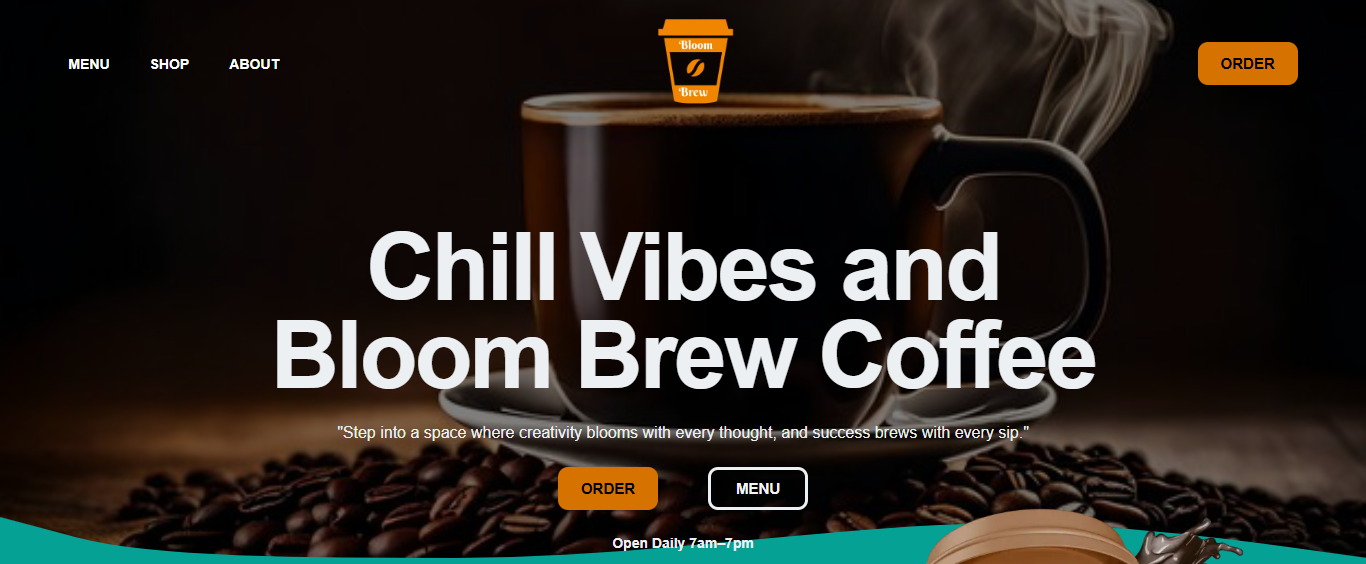 MENU SHOP ABOUT
Bloom
Brew
ORDER
Chill Vibes and
Bloom Brew Coffee
"Step into a space where creativity blooms with every thought, and success brews with every sip."
ORDER MENU
Open Daily 7am–7pm